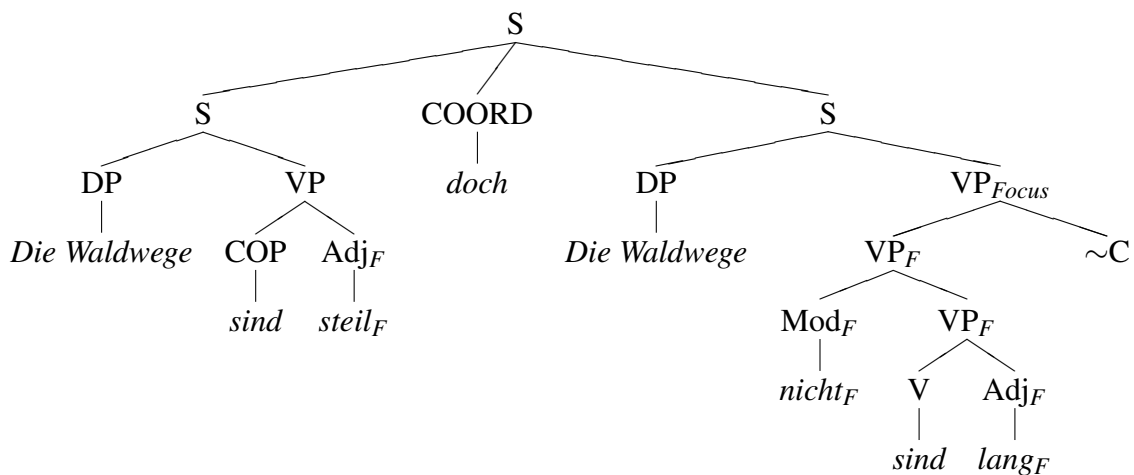 S
S COORD S
DP VP doch DP VP_Focus
Die Waldwege COP Adj_F Die Waldwege VP_F ∼C
sind steil_F Mod_F VP_F
nicht_F V Adj_F
sind lang_F